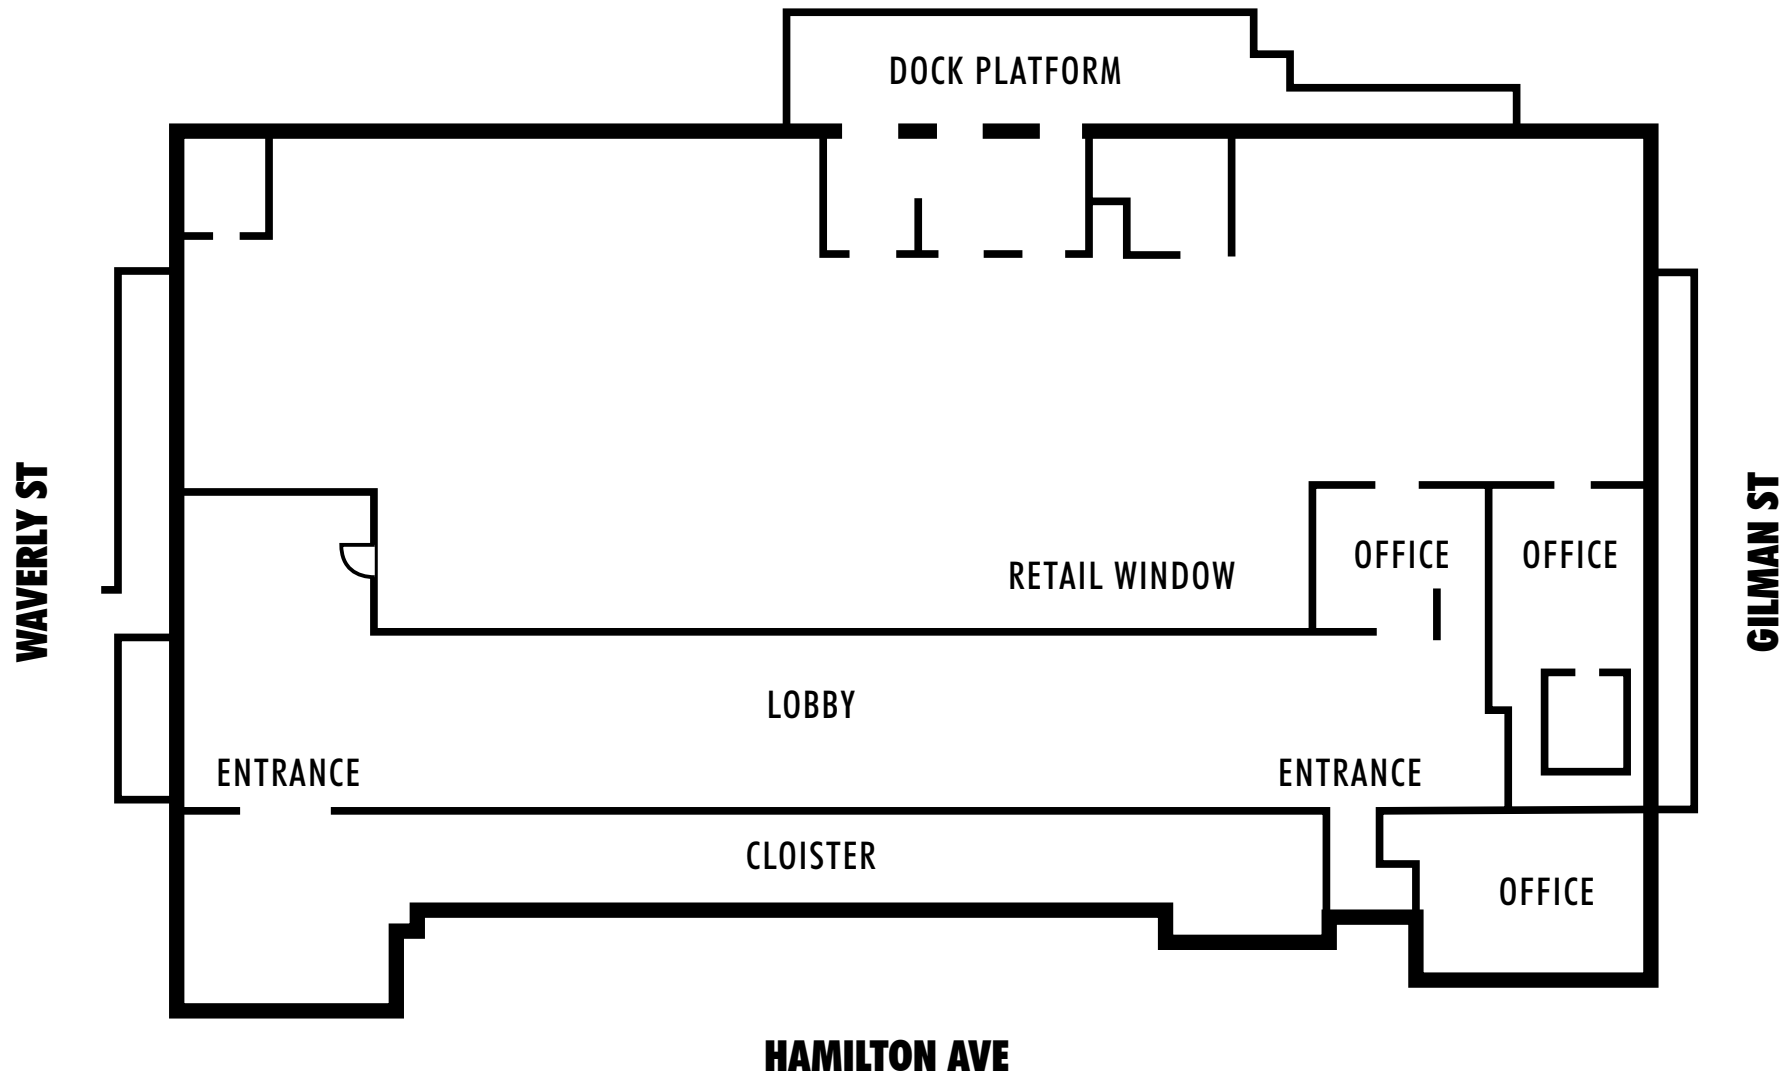 DOCK PLATFORM
WAVERLY ST
GILMAN ST
OFFICE
OFFICE
RETAIL WINDOW
LOBBY
ENTRANCE
ENTRANCE
CLOISTER
OFFICE
HAMILTON AVE